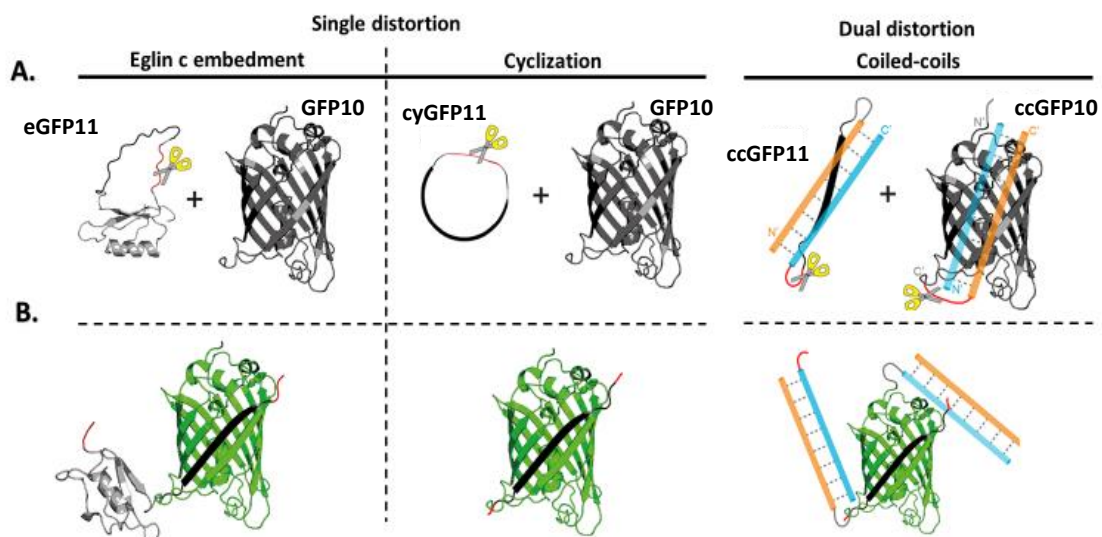 Single distortion
Dual distortion
Eglin c embedment
Cyclization
Coiled-coils
A.
eGFP11
GFP10
cyGFP11
GFP10
ccGFP11
ccGFP10
N'
C'
C'
+
+
+
N'
C'
N'
B.